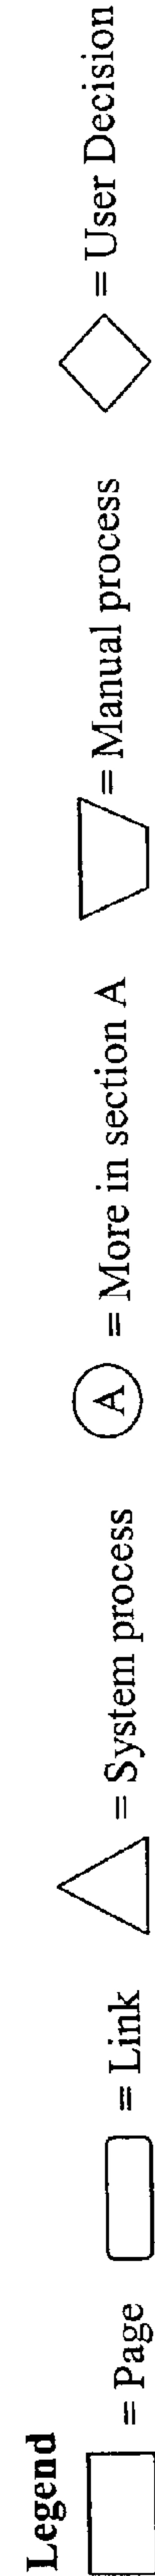 Legend
= Page = Link = System process A = More in section A = Manual process = User Decision